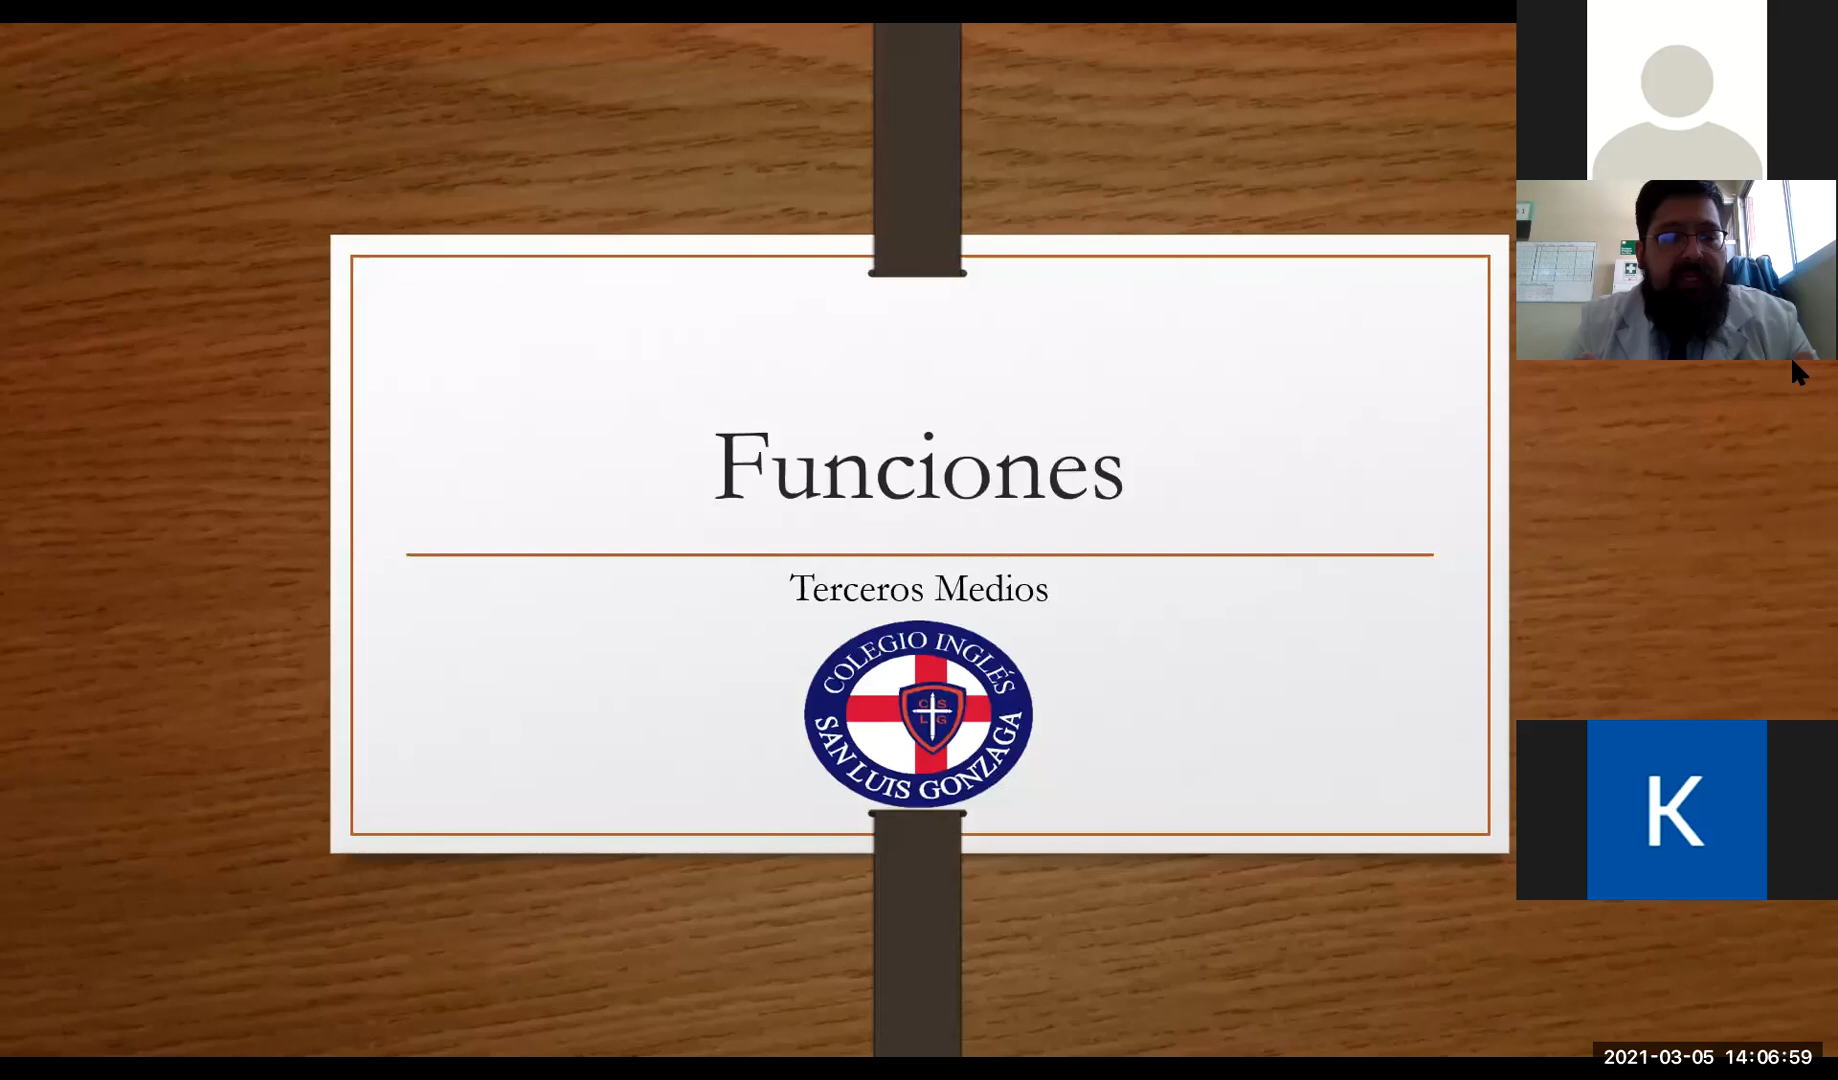 Funciones
Terceros Medios
COLEGIO INGLÉS
C S
L G
SAN LUIS GONZAGA
K
2021-03-05 14:06:59